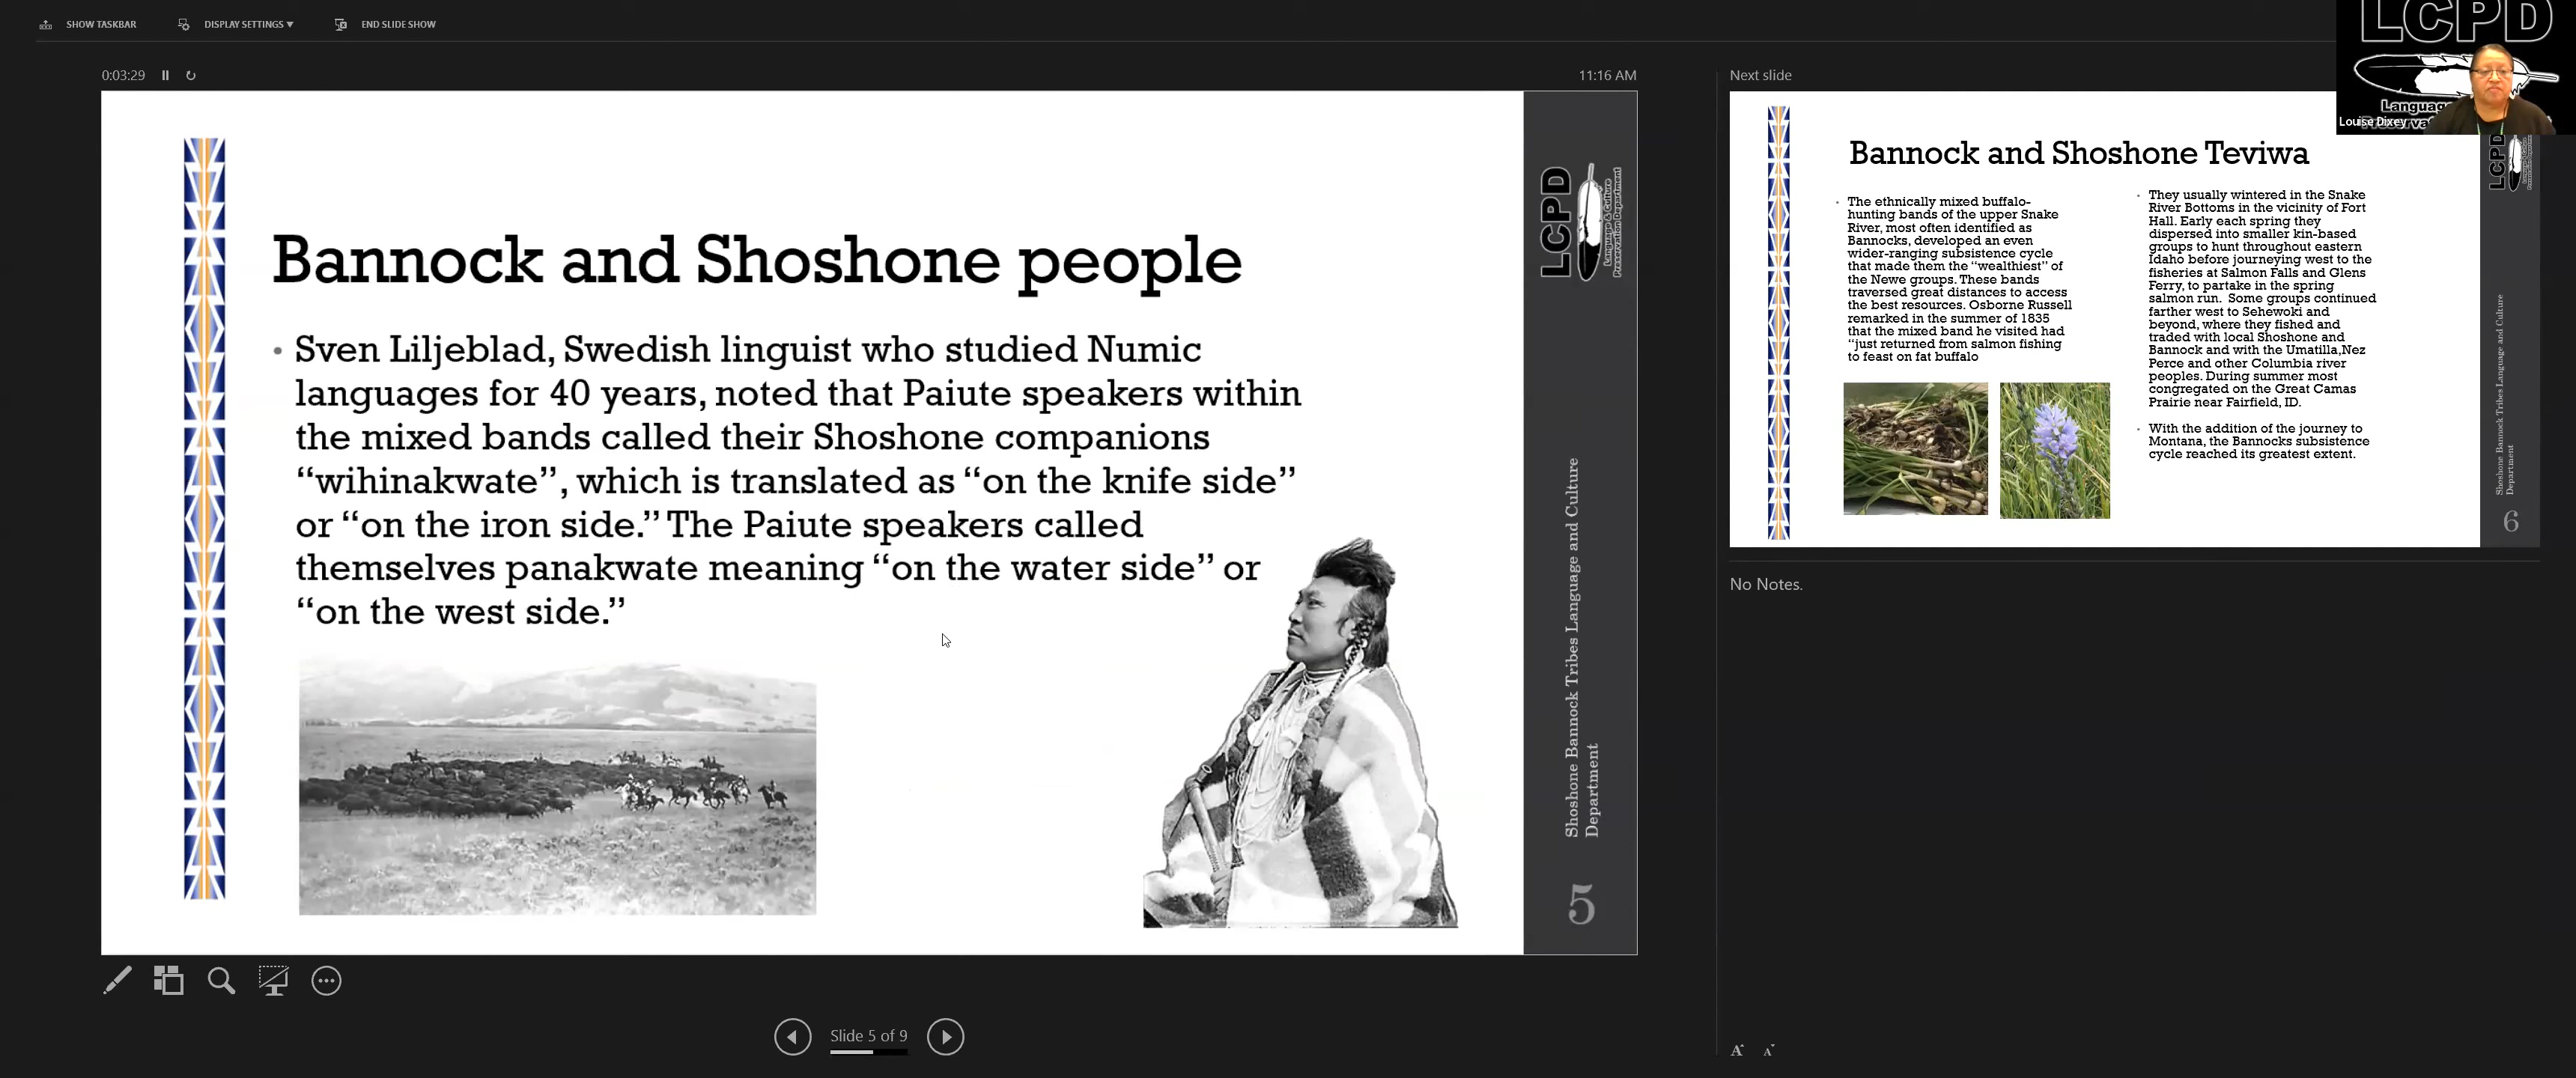 SHOW TASKBAR
DISPLAY SETTINGS ▾
END SLIDE SHOW
0:03:29
11:16 AM
Bannock and Shoshone people
• Sven Liljeblad, Swedish linguist who studied Numic
languages for 40 years, noted that Paiute speakers within
the mixed bands called their Shoshone companions
“wihinakwate”, which is translated as “on the knife side”
or “on the iron side.” The Paiute speakers called
themselves panakwate meaning “on the water side” or
“on the west side.”
LCPD
Language & Culture
Preservation Department
Shoshone Bannock Tribes Language and Culture
Department
5
Slide 5 of 9
Next slide
LCPD
Language
Louise Dixey
Bannock and Shoshone Teviwa
• The ethnically mixed buffalo-
hunting bands of the upper Snake
River, most often identified as
Bannocks, developed an even
wider-ranging subsistence cycle
that made them the “wealthiest” of
the Newe groups. These bands
traversed great distances to access
the best resources. Osborne Russell
remarked in the summer of 1835
that the mixed band he visited had
“just returned from salmon fishing
to feast on fat buffalo
• They usually wintered in the Snake
River Bottoms in the vicinity of Fort
Hall. Early each spring they
dispersed into smaller kin-based
groups to hunt throughout eastern
Idaho before journeying west to the
fisheries at Salmon Falls and Glens
Ferry, to partake in the spring
salmon run. Some groups continued
farther west to Sehewoki and
beyond, where they fished and
traded with local Shoshone and
Bannock and with the Umatilla,Nez
Perce and other Columbia river
peoples. During summer most
congregated on the Great Camas
Prairie near Fairfield, ID.
• With the addition of the journey to
Montana, the Bannocks subsistence
cycle reached its greatest extent.
LCPD
Shoshone Bannock Tribes Language and Culture
Department
6
No Notes.
A A